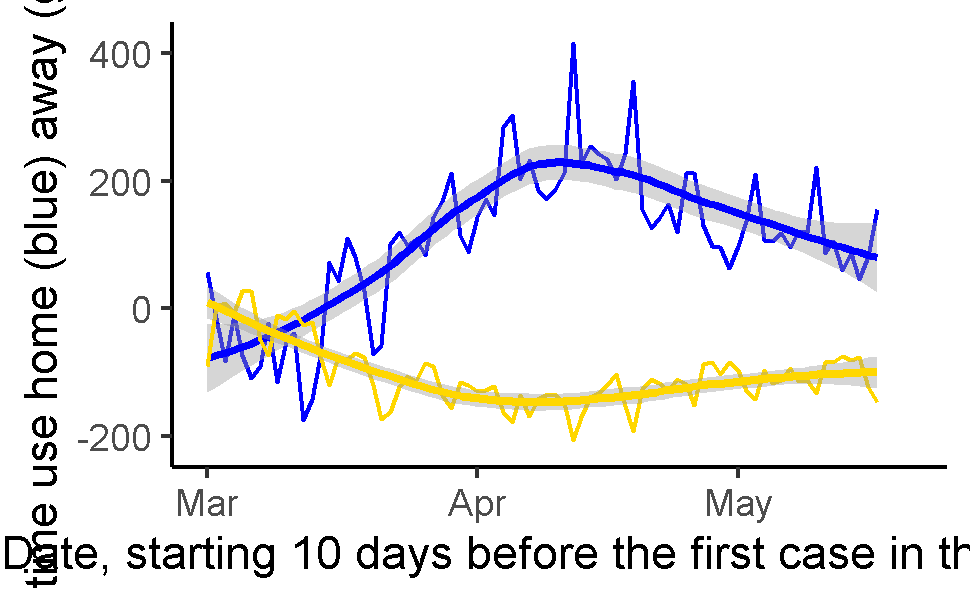 time use home (blue) away (
400
200
0
-200
Mar Apr May
Date, starting 10 days before the first case in th